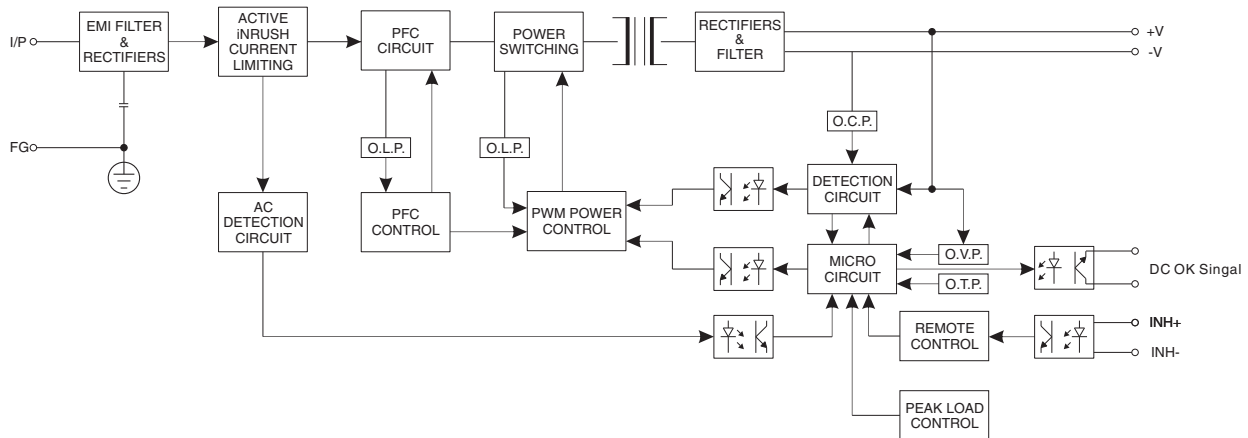 I/P
EMI FILTER
&
RECTIFIERS
ACTIVE
iNRUSH
CURRENT
LIMITING
PFC
CIRCUIT
POWER
SWITCHING
RECTIFIERS
&
FILTER
+V
-V
FG
O.L.P.
O.L.P.
O.C.P.
AC
DETECTION
CIRCUIT
PFC
CONTROL
PWM POWER
CONTROL
DETECTION
CIRCUIT
MICRO
CIRCUIT
O.V.P.
O.T.P.
DC OK Singal
REMOTE
CONTROL
INH+
INH-
PEAK LOAD
CONTROL